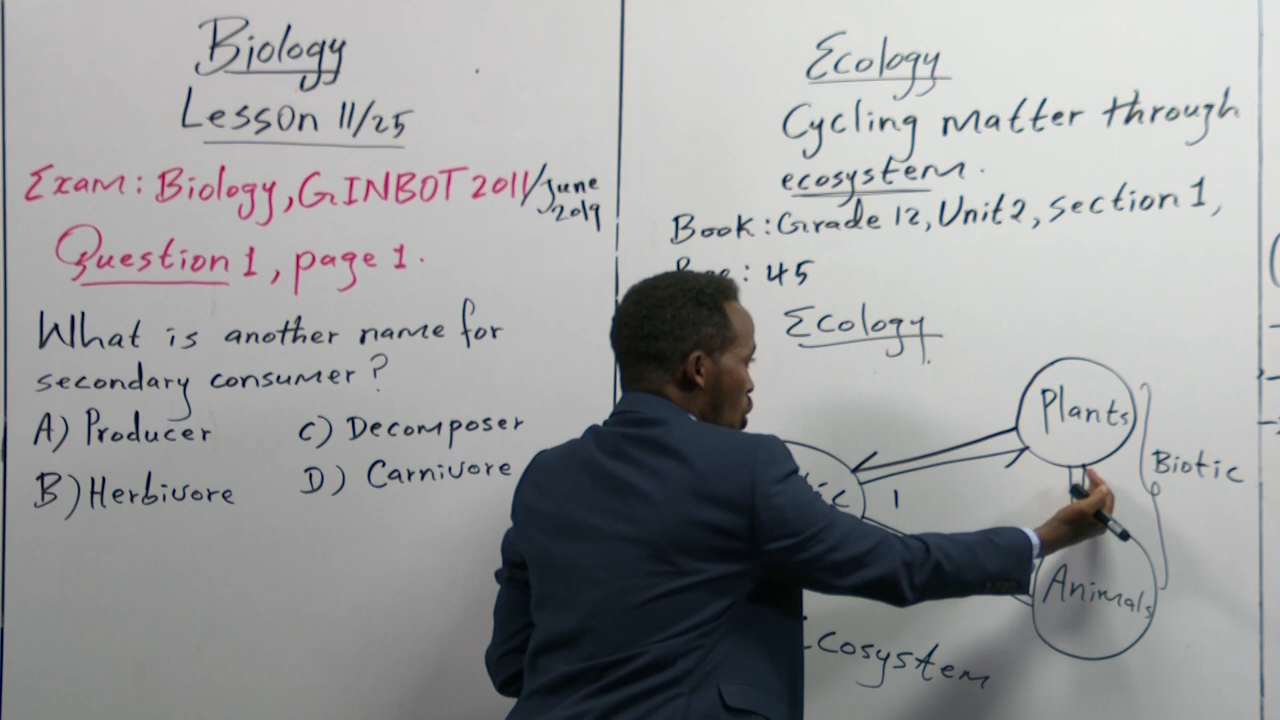 Biology
Lesson 11/25
Exam: Biology, GINBOT 2011/June 2019
Question 1, page 1.
What is another name for
secondary consumer?
A) Producer
C) Decomposer
B) Herbivore
D) Carnivore
Ecology
Cycling matter through
ecosystem.
Book: Grade 12, Unit 2, section 1,
: 45
Ecology
Plants
Biotic
1
Animals
Ecosystem